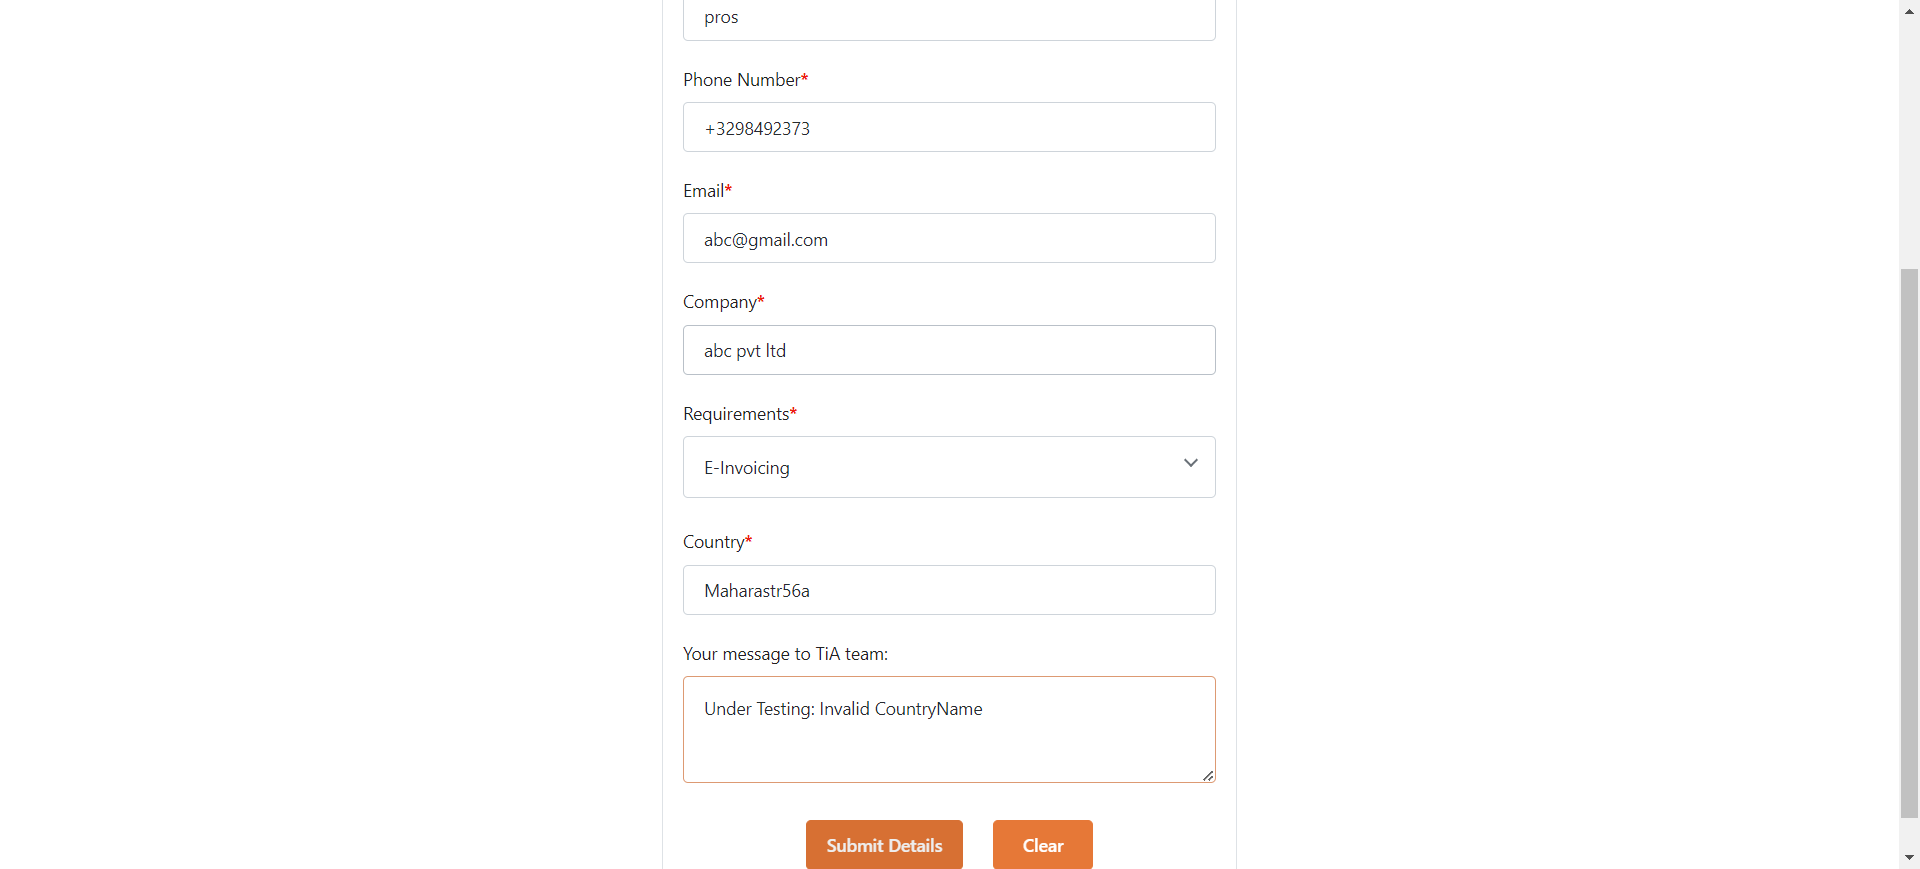 pros
Phone Number*
+3298492373
Email*
abc@gmail.com
Company*
abc pvt ltd
Requirements*
E-Invoicing
Country*
Maharastr56a
Your message to TiA team:
Under Testing: Invalid CountryName
Submit Details
Clear